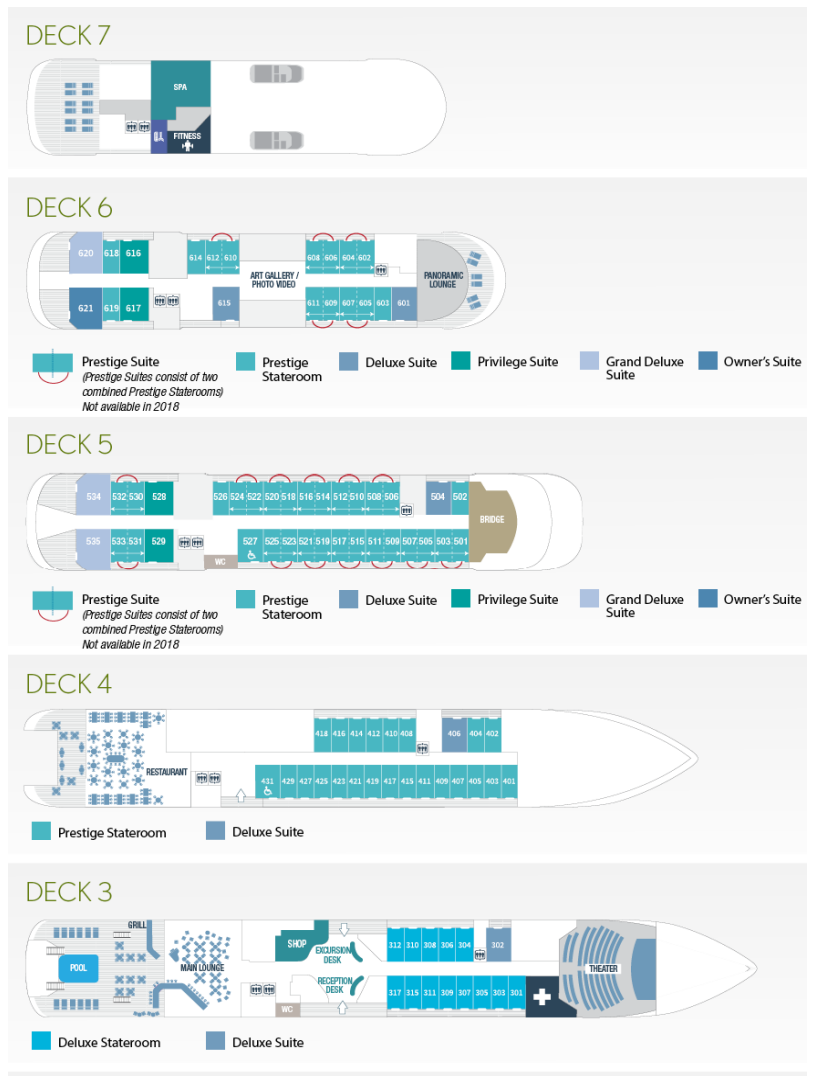 DECK 7
SPA
FITNESS
DECK 6
620 618 616 614 612 610 608 606 604 602
ART GALLERY /
PHOTO VIDEO
PANORAMIC
LOUNGE
621 619 617 615 611 609 607 605 603 601
Prestige Suite
(Prestige Suites consist of two
combined Prestige Staterooms)
Not available in 2018
Prestige
Stateroom
Deluxe Suite
Privilege Suite
Grand Deluxe
Suite
Owner's Suite
DECK 5
534 532 530 528 526 524 522 520 518 516 514 512 510 508 506 504 502
BRIDGE
535 533 531 529 527 525 523 521 519 517 515 511 509 507 505 503 501
WC
Prestige Suite
(Prestige Suites consist of two
combined Prestige Staterooms)
Not available in 2018
Prestige
Stateroom
Deluxe Suite
Privilege Suite
Grand Deluxe
Suite
Owner's Suite
DECK 4
418 416 414 412 410 408 406 404 402
RESTAURANT
431 429 427 425 423 421 419 417 415 411 409 407 405 403 401
Prestige Stateroom
Deluxe Suite
DECK 3
GRILL
POOL
MAIN LOUNGE
SHOP
EXCURSION
DESK
312 310 308 306 304 302
THEATER
RECEPTION
DESK
317 315 311 309 307 305 303 301
WC
Deluxe Stateroom
Deluxe Suite